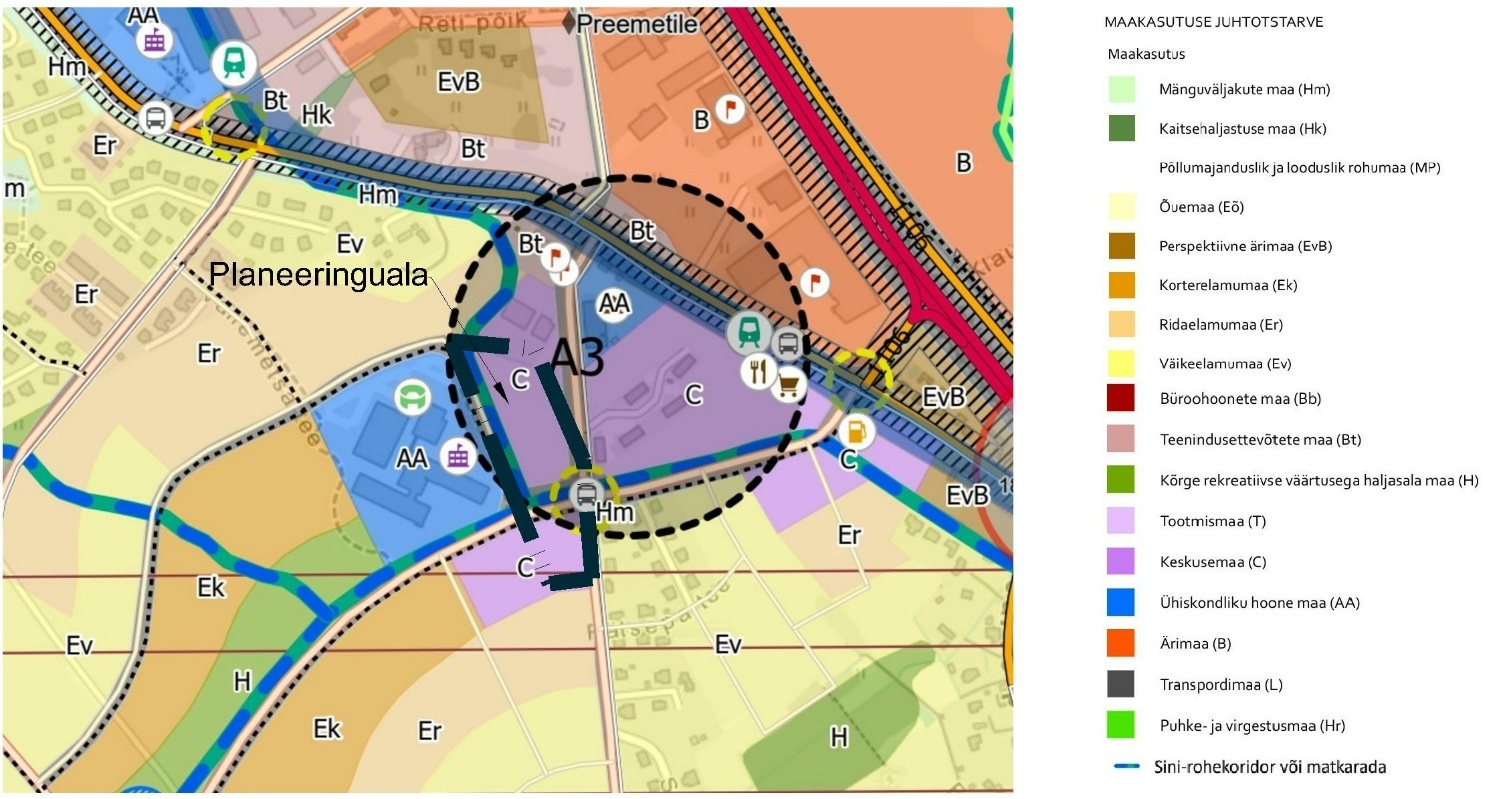 AA
Reti põik
Preemetile
Hm
EvB
Bt
Hk
B
Er
Bt
B
m
Hm
Ev
Bt
Bt
Planeeringuala
Er
AA
Er
A3
C
C
EvB
AA
C
EvB
Hm
Er
C
Ek
Ev
Ev
H
Ek
Er
H
MAAKASUTUSE JUHTOTSTARVE
Maakasutus
Mänguväljakute maa (Hm)
Kaitsehaljastuse maa (Hk)
Põllumajanduslik ja looduslik rohumaa (MP)
Õuemaa (Eõ)
Perspektiivne ärimaa (EvB)
Korterelamumaa (Ek)
Ridaelamumaa (Er)
Väikeelamumaa (Ev)
Büroohoonete maa (Bb)
Teenindusettevõtete maa (Bt)
Kõrge rekreatiivse väärtusega haljasala maa (H)
Tootmismaa (T)
Keskusemaa (C)
Ühiskondliku hoone maa (AA)
Ärimaa (B)
Transpordimaa (L)
Puhke- ja virgestusmaa (Hr)
Sini-rohekoridor või matkarada